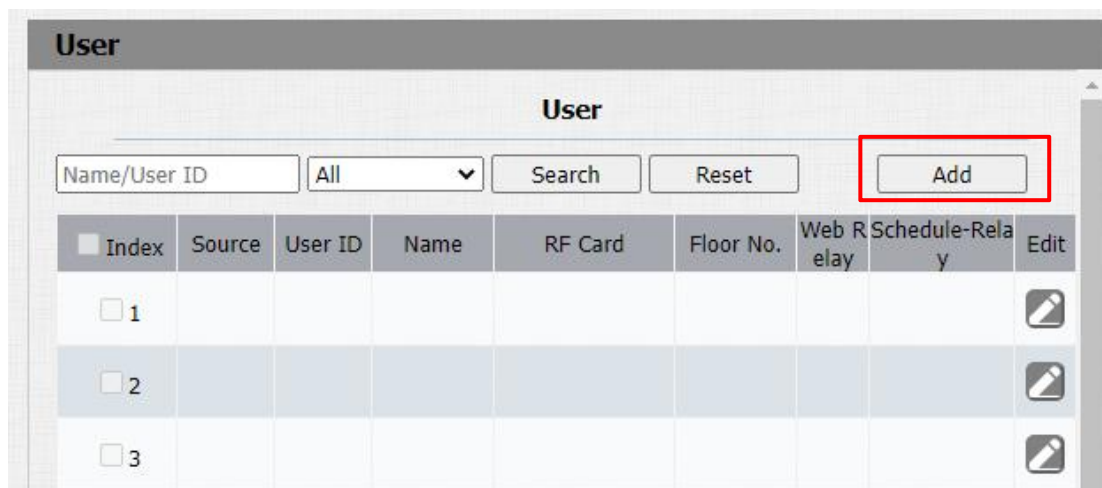 User
User
Name/User ID All Search Reset Add
Index Source User ID Name RF Card Floor No. Web R Schedule-Rela Edit
elay y
1
2
3